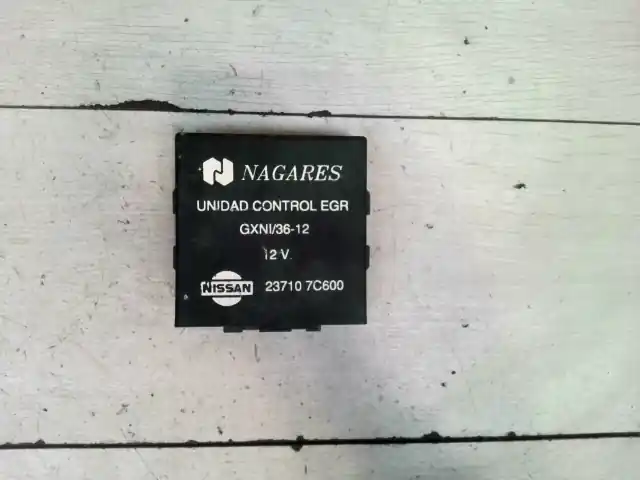 NAGARES
UNIDAD CONTROL EGR
GXNI/36-12
12 V.
NISSAN 23710 7C600